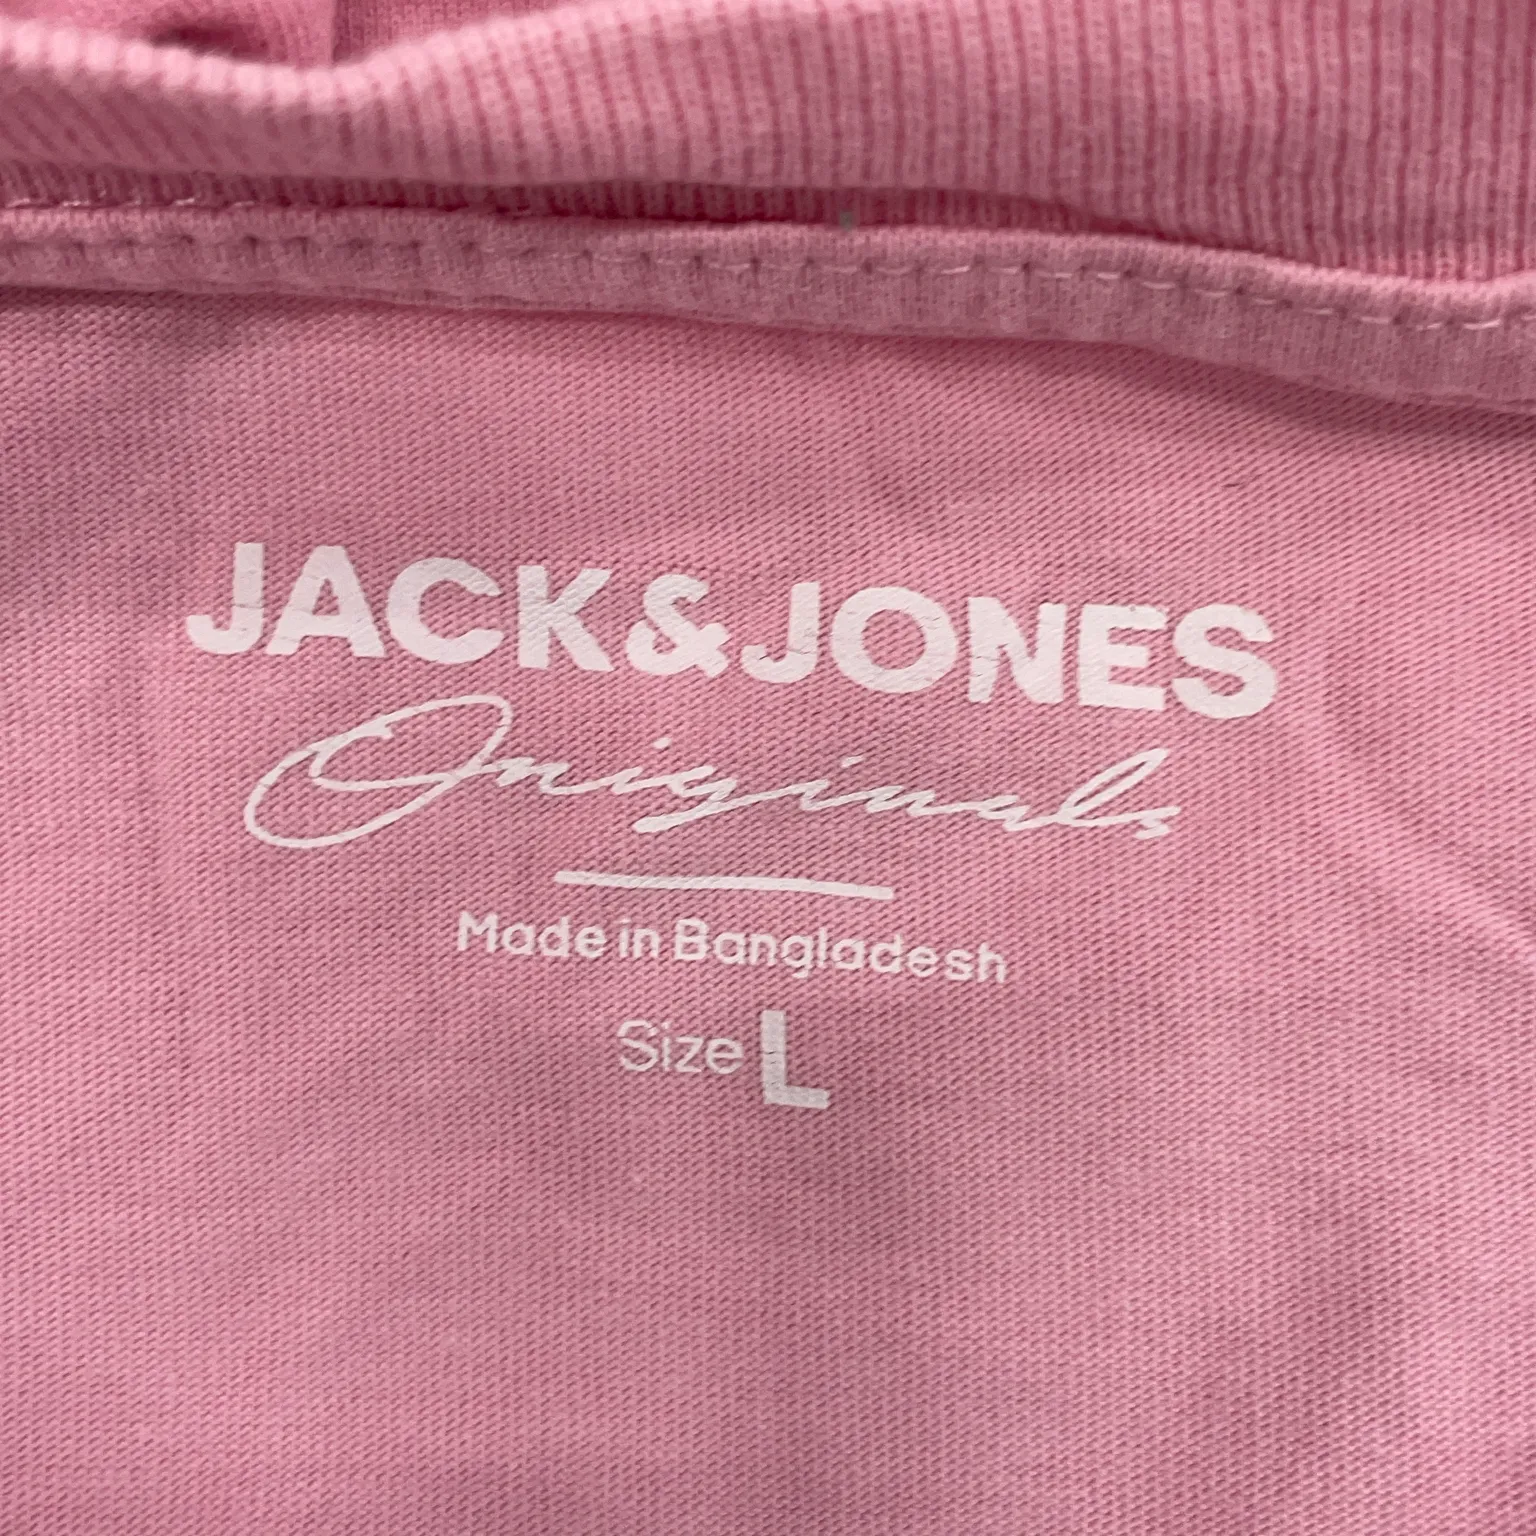 JACK&JONES
Originals
Made in Bangladesh
Size L